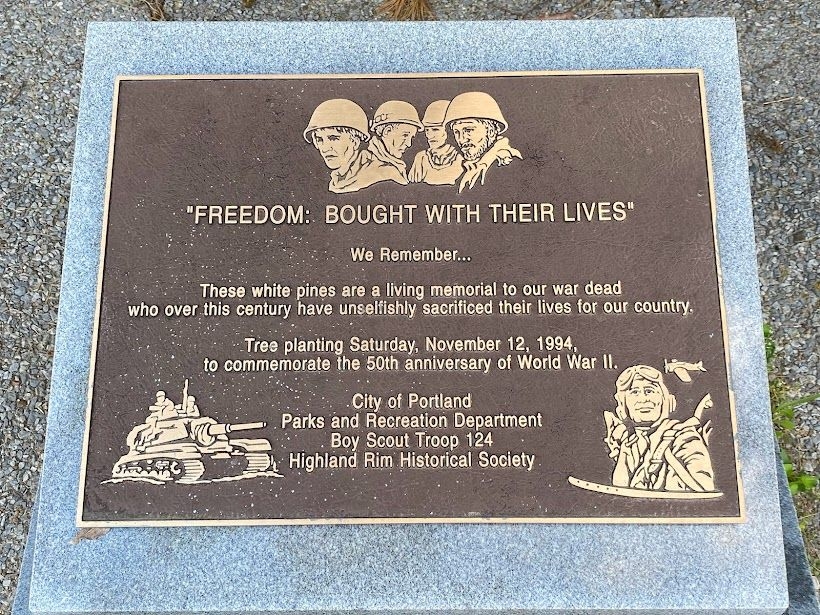 "FREEDOM: BOUGHT WITH THEIR LIVES"
We Remember...
These white pines are a living memorial to our war dead
who over this century have unselfishly sacrificed their lives for our country.
Tree planting Saturday, November 12, 1994,
to commemorate the 50th anniversary of World War II.
City of Portland
Parks and Recreation Department
Boy Scout Troop 124
Highland Rim Historical Society